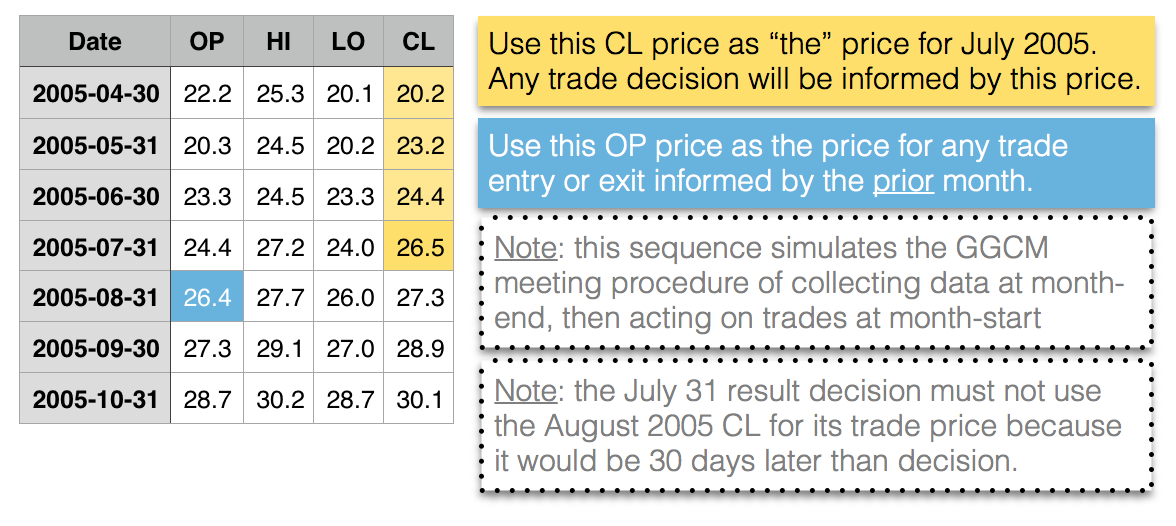 Date OP HI LO CL
2005-04-30 22.2 25.3 20.1 20.2
2005-05-31 20.3 24.5 20.2 23.2
2005-06-30 23.3 24.5 23.3 24.4
2005-07-31 24.4 27.2 24.0 26.5
2005-08-31 26.4 27.7 26.0 27.3
2005-09-30 27.3 29.1 27.0 28.9
2005-10-31 28.7 30.2 28.7 30.1
Use this CL price as “the” price for July 2005.
Any trade decision will be informed by this price.
Use this OP price as the price for any trade
entry or exit informed by the prior month.
Note: this sequence simulates the GGCM
meeting procedure of collecting data at month-
end, then acting on trades at month-start
Note: the July 31 result decision must not use
the August 2005 CL for its trade price because
it would be 30 days later than decision.